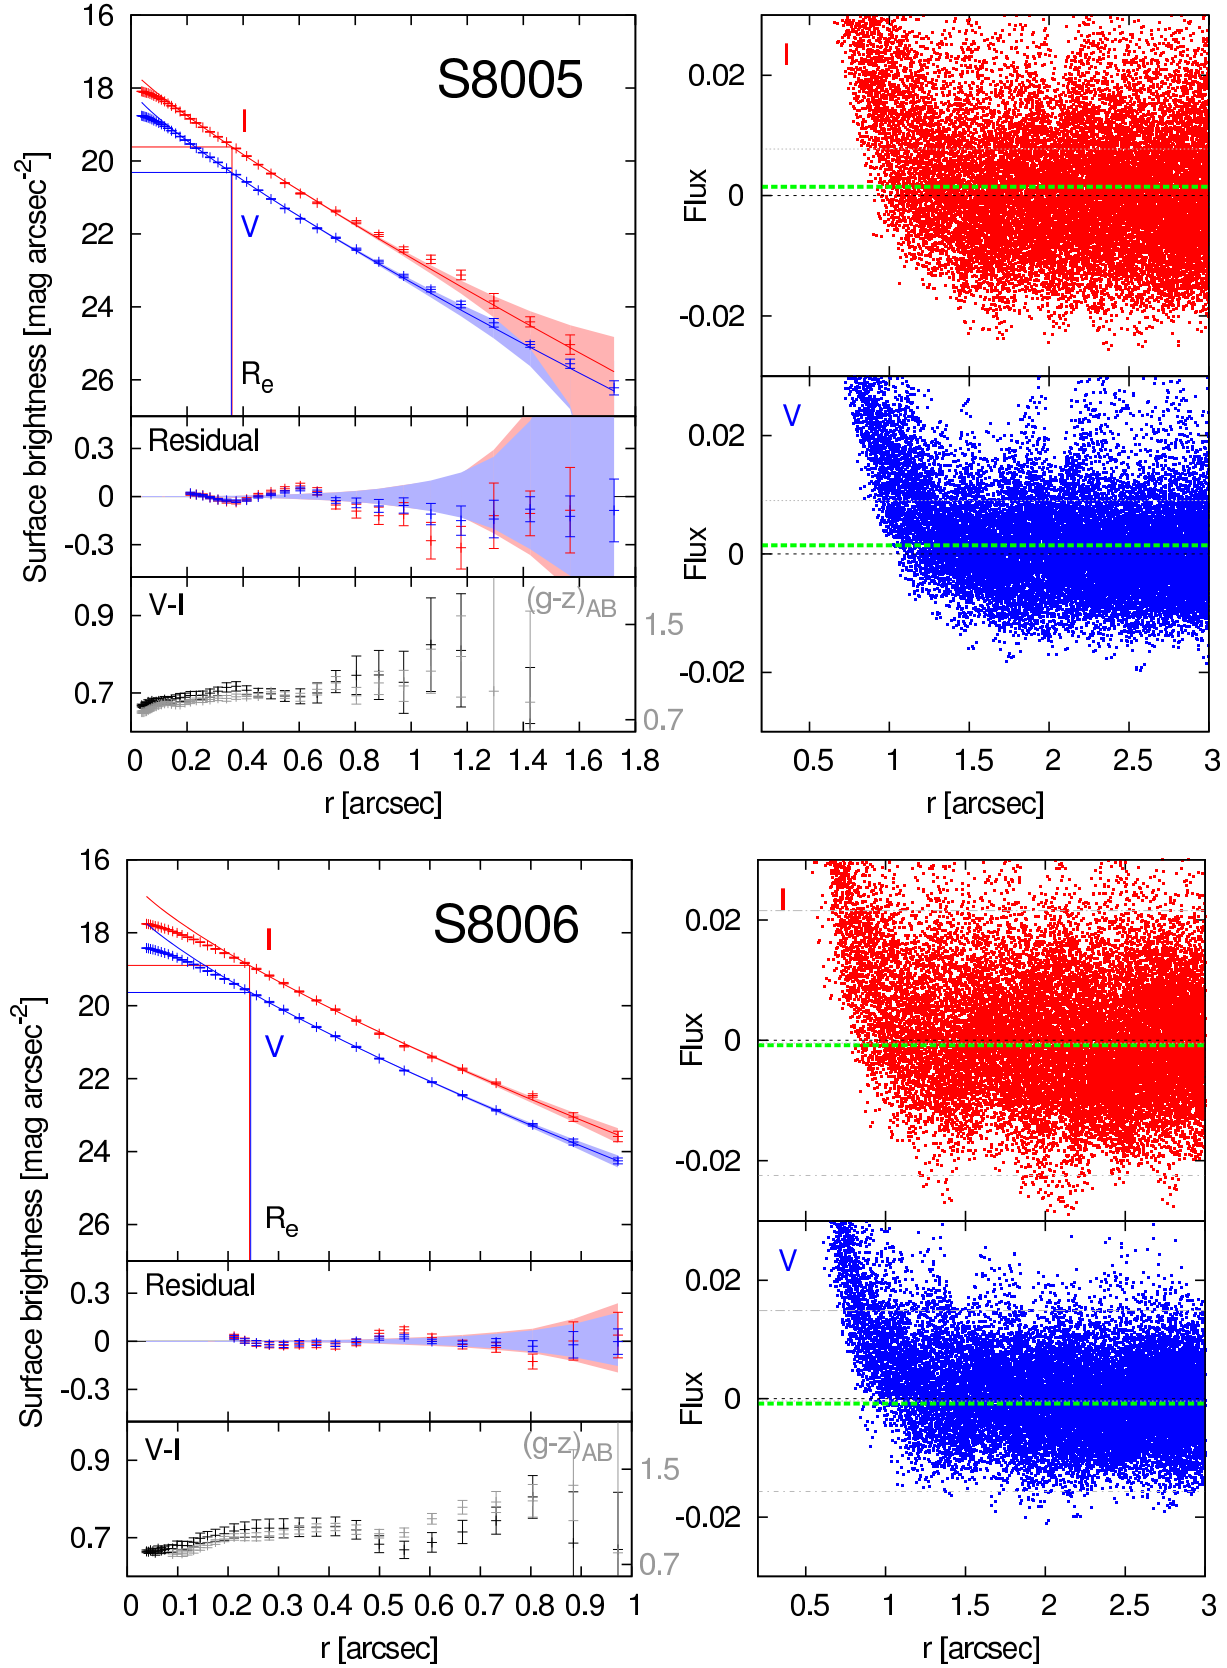 S8005
I
V
R_e
16
18
20
22
24
26
Surface brightness [mag arcsec^-2]
Residual
0.3
0
-0.3
V-I
(g-z)_AB
0.9
0.7
1.5
0.7
0 0.2 0.4 0.6 0.8 1 1.2 1.4 1.6 1.8
r [arcsec]
I
0.02
0
-0.02
Flux
V
0.02
0
-0.02
Flux
0.5 1 1.5 2 2.5 3
r [arcsec]
S8006
I
V
R_e
16
18
20
22
24
26
Surface brightness [mag arcsec^-2]
Residual
0.3
0
-0.3
V-I
(g-z)_AB
0.9
0.7
1.5
0.7
0 0.1 0.2 0.3 0.4 0.5 0.6 0.7 0.8 0.9 1
r [arcsec]
I
0.02
0
-0.02
Flux
V
0.02
0
-0.02
Flux
0.5 1 1.5 2 2.5 3
r [arcsec]